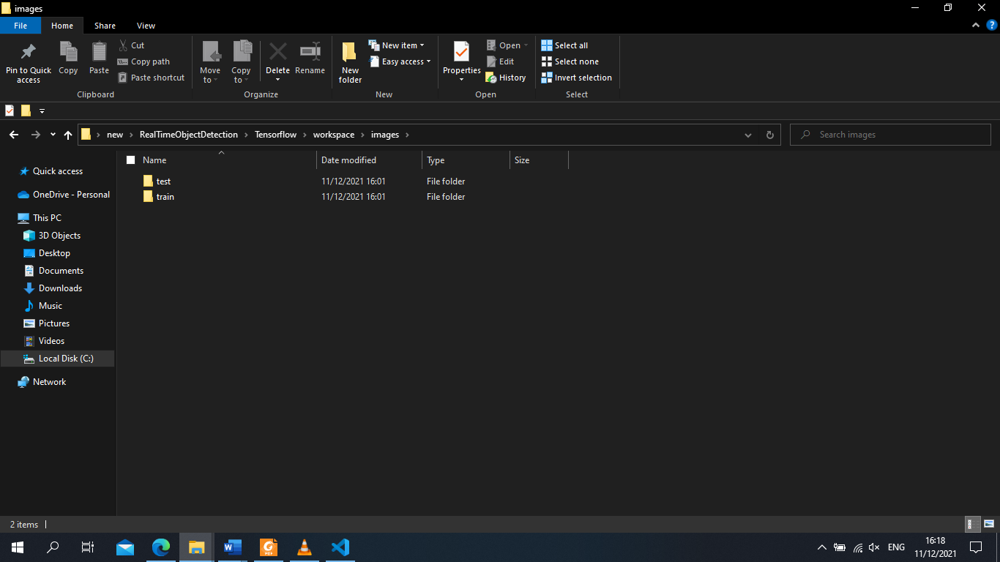 images
File Home Share View
Pin to Quick access
Copy
Paste
Cut
Copy path
Paste shortcut
Clipboard
Move to
Copy to
Delete
Rename
Organize
New folder
New item
Easy access
New
Properties
Open
Edit
History
Open
Select all
Select none
Invert selection
Select
new > RealTimeObjectDetection > Tensorflow > workspace > images >
Search images
Name Date modified Type Size
test 11/12/2021 16:01 File folder
train 11/12/2021 16:01 File folder
Quick access
OneDrive - Personal
This PC
3D Objects
Desktop
Documents
Downloads
Music
Pictures
Videos
Local Disk (C:)
Network
2 items
PDF
ENG
16:18
11/12/2021